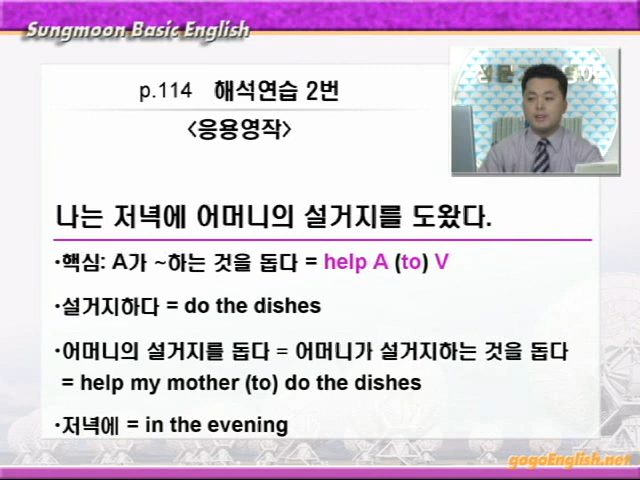 Sungmoon Basic English
p.114 해석연습 2번
<응용영작>
나는 저녁에 어머니의 설거지를 도왔다.
·핵심: A가 ~하는 것을 돕다 = help A (to) V
·설거지하다 = do the dishes
·어머니의 설거지를 돕다 = 어머니가 설거지하는 것을 돕다
= help my mother (to) do the dishes
·저녁에 = in the evening
gogoEnglish.net